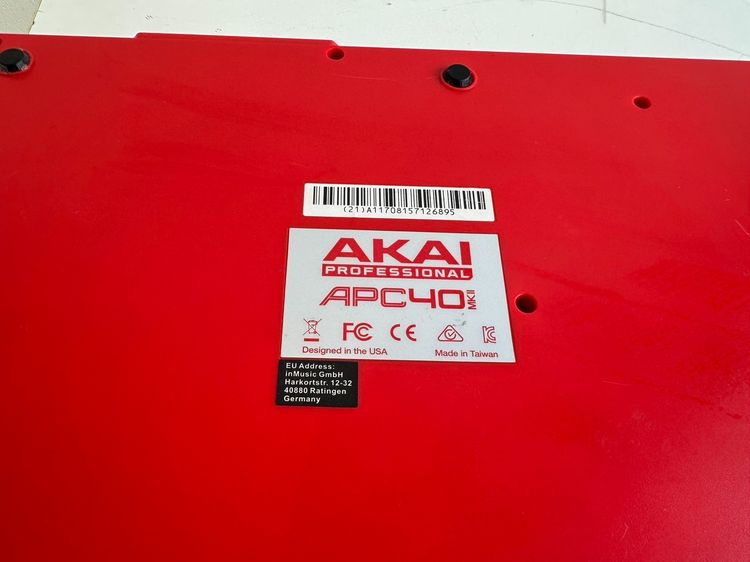 (21)A11708157126895
AKAI
PROFESSIONAL
APC40 MKII
FC CE
Designed in the USA Made in Taiwan
EU Address:
inMusic GmbH
Harkortstr. 12-32
40880 Ratingen
Germany